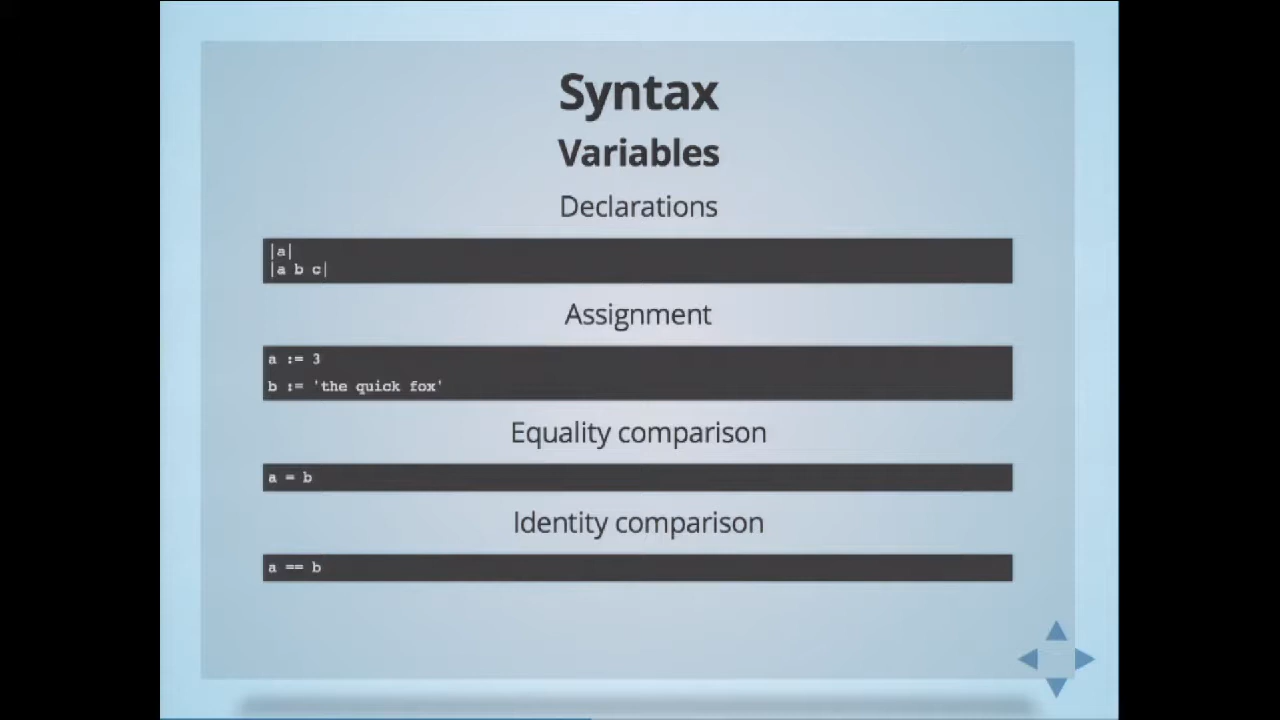 Syntax
Variables
Declarations
|a|
|a b c|
Assignment
a := 3
b := 'the quick fox'
Equality comparison
a = b
Identity comparison
a == b